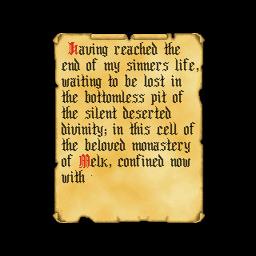 Having reached the
end of my sinners life,
waiting to be lost in
the bottomless pit of
the silent deserted
divinity; in this cell of
the beloved monastery
of Melk, confined now
with